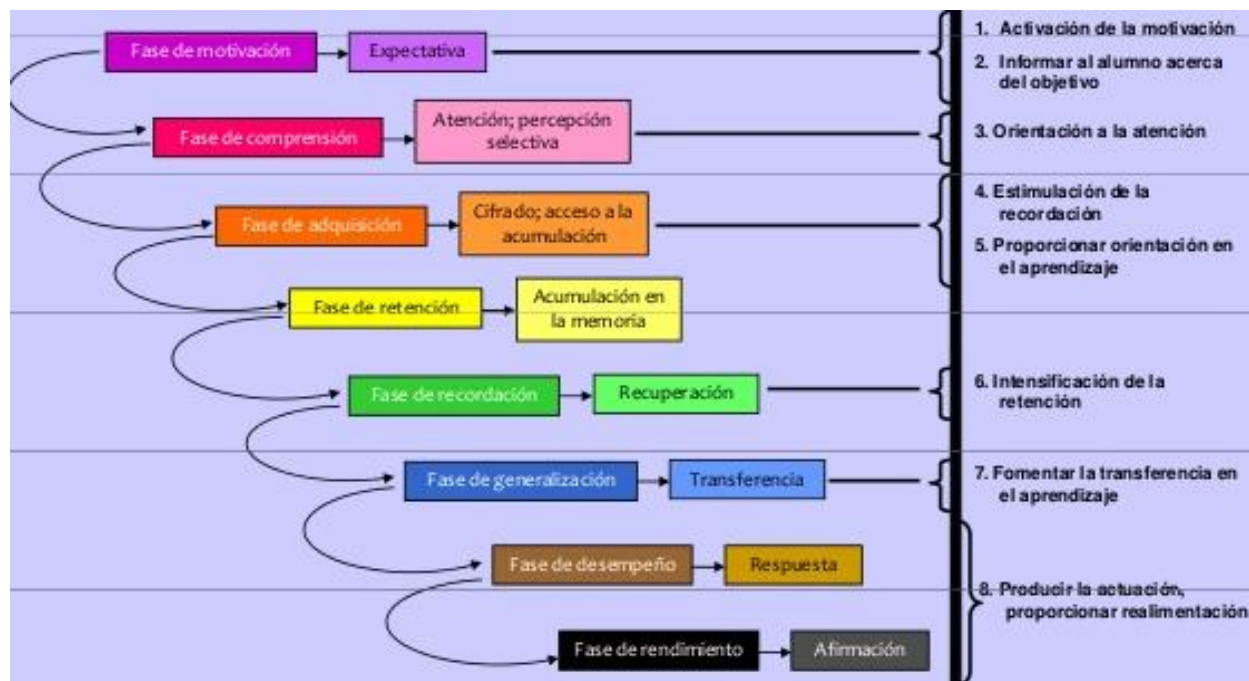 Fase de motivación
Expectativa
1. Activación de la motivación
2. Informar al alumno acerca
del objetivo
Fase de comprensión
Atención; percepción
selectiva
3. Orientación a la atención
Fase de adquisición
Cifrado; acceso a la
acumulación
4. Estimulación de la
recordación
5. Proporcionar orientación en
el aprendizaje
Fase de retención
Acumulación en
la memoria
Fase de recordación
Recuperación
6. Intensificación de la
retención
Fase de generalización
Transferencia
7. Fomentar la transferencia en
el aprendizaje
Fase de desempeño
Respuesta
8. Producir la actuación,
proporcionar realimentación
Fase de rendimiento
Afirmación